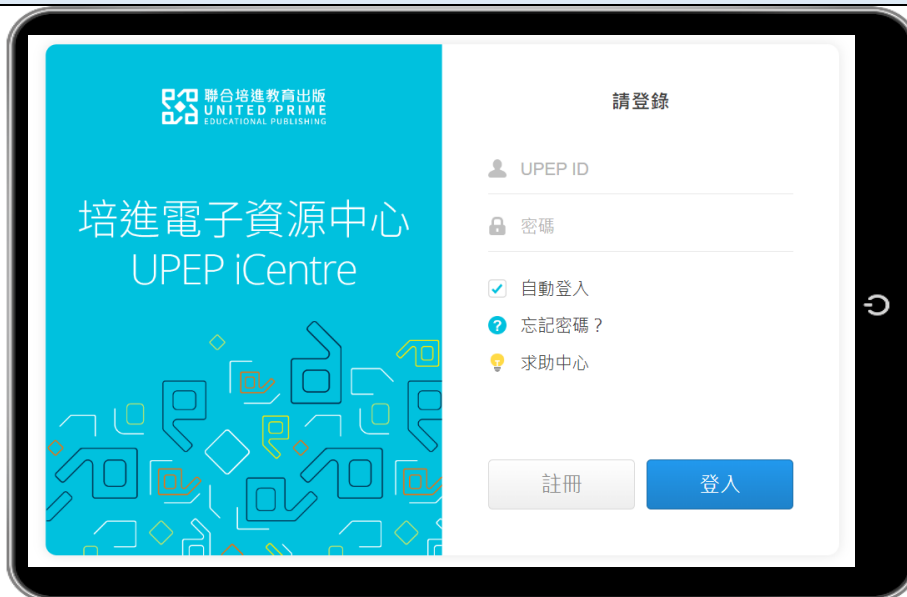 聯合培進教育出版
UNITED PRIME
EDUCATIONAL PUBLISHING
培進電子資源中心
UPEP iCentre
請登錄
UPEP ID
密碼
自動登入
忘記密碼？
求助中心
註冊
登入